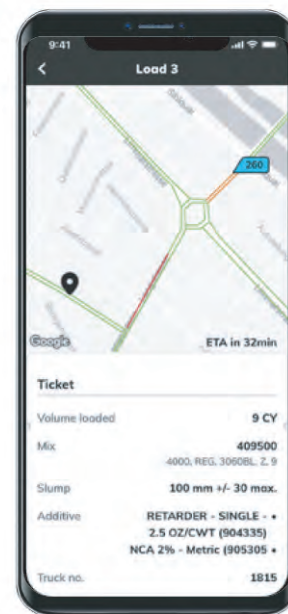 9:41
Load 3
260
Google
ETA in 32min
Ticket
Volume loaded 9 CY
Mix 409500
4000, REG, 3060BL, Z, 9
Slump 100 mm +/- 30 max.
Additive RETARDER - SINGLE - •
2.5 OZ/CWT (904335)
NCA 2% - Metric (905305 •
Truck no. 1815